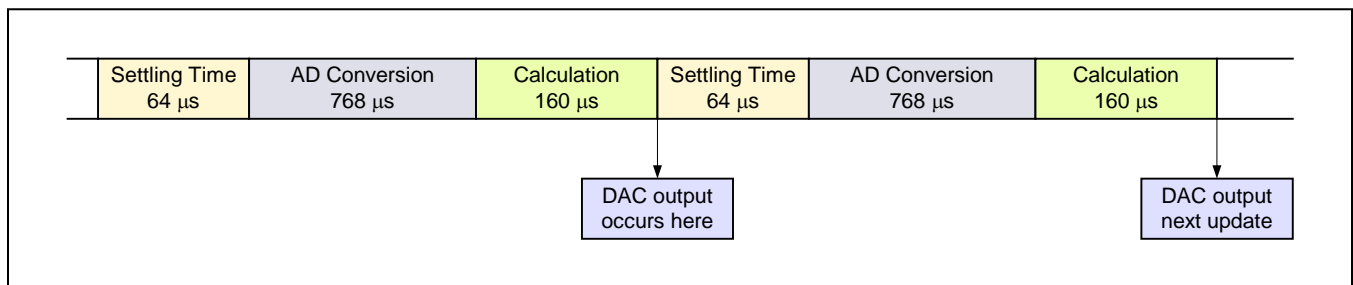 Settling Time
64 μs
AD Conversion
768 μs
Calculation
160 μs
Settling Time
64 μs
AD Conversion
768 μs
Calculation
160 μs
DAC output
occurs here
DAC output
next update